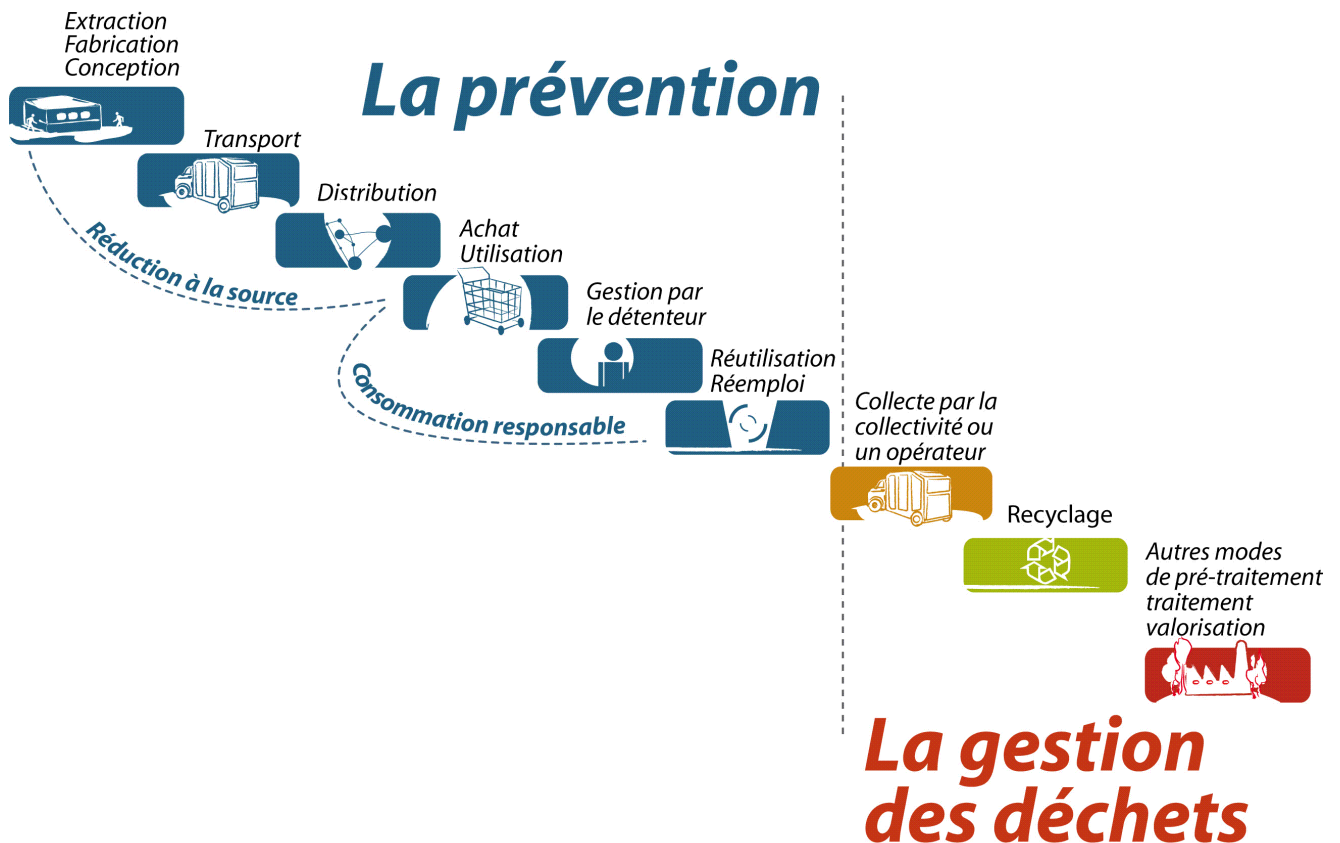 Extraction
Fabrication
Conception
La prévention
Transport
Distribution
Réduction à la source
Achat
Utilisation
Gestion par
le détenteur
Consommation responsable
Réutilisation
Réemploi
Collecte par la
collectivité ou
un opérateur
Recyclage
Autres modes
de pré-traitement
traitement
valorisation
La gestion
des déchets